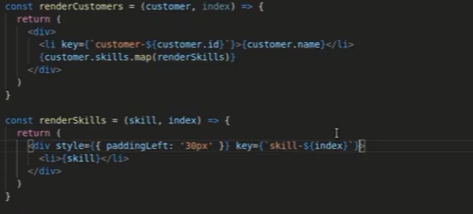 const renderCustomers = (customer, index) => {
return (
<div>
<li key={`customer-${customer.id}`}>{customer.name}</li>
{customer.skills.map(renderSkills)}
</div>
)
}
const renderSkills = (skill, index) => {
return (
<div style={{ paddingLeft: '30px' }} key={`skill-${index}`}>
<li>{skill}</li>
</div>
)
}